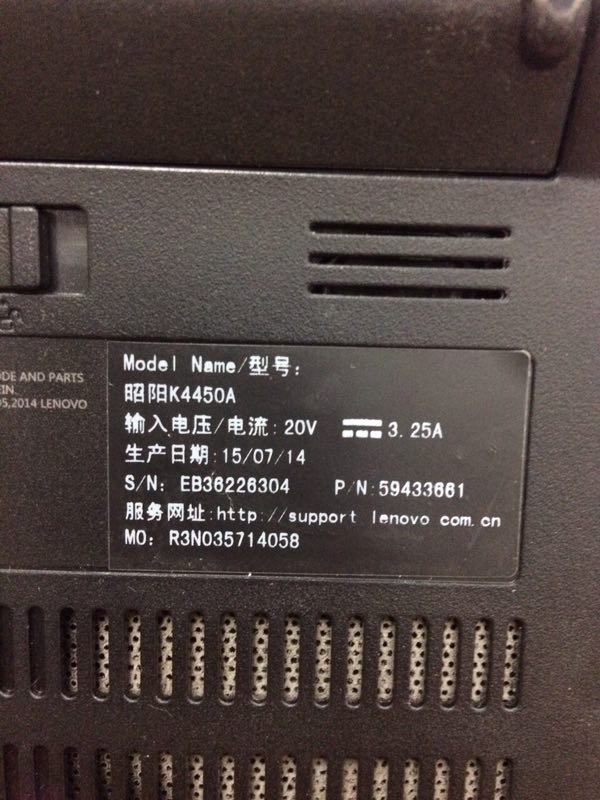 Model Name/型号:
昭阳K4450A
输入电压/电流:20V 3.25A
生产日期:15/07/14
S/N: EB36226304 P/N:59433661
服务网址:http://support lenovo com.cn
MO: R3N035714058
ODE AND PARTS
EIN.
05,2014 LENOVO